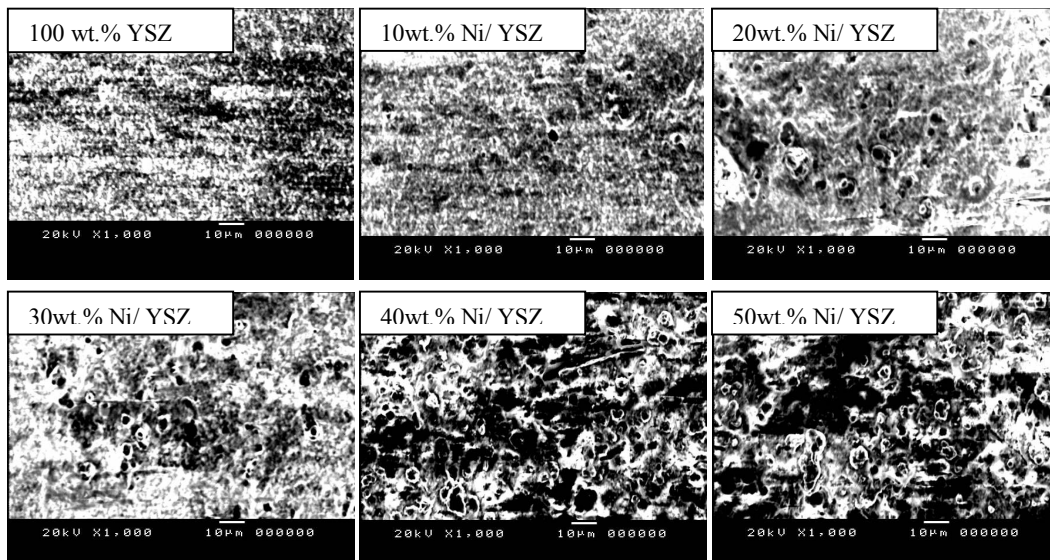 100 wt.% YSZ
10wt.% Ni/ YSZ
20wt.% Ni/ YSZ
20kV X1,000 10μm 000000
20kV X1,000 10μm 000000
20kV X1,000 10μm 000000
30wt.% Ni/ YSZ
40wt.% Ni/ YSZ
50wt.% Ni/ YSZ
20kV X1,000 10μm 000000
20kV X1,000 10μm 000000
20kV X1,000 10μm 000000